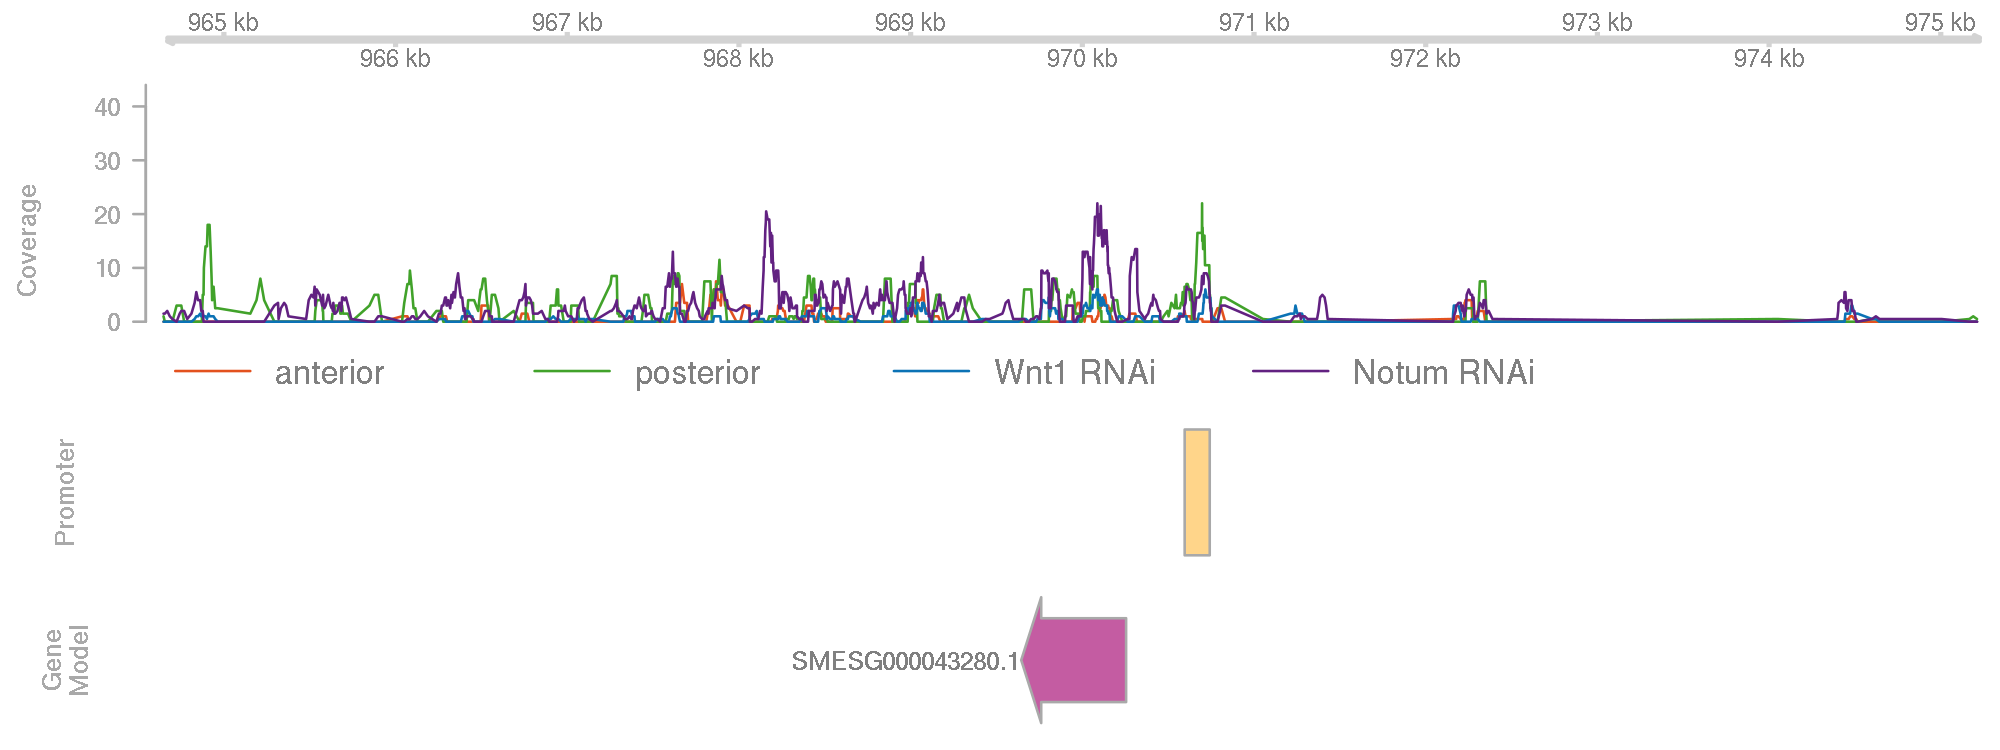 965 kb 967 kb 969 kb 971 kb 973 kb 975 kb
966 kb 968 kb 970 kb 972 kb 974 kb
Coverage
40
30
20
10
0
anterior posterior Wnt1 RNAi Notum RNAi
Promoter
Gene
Model
SMESG000043280.1